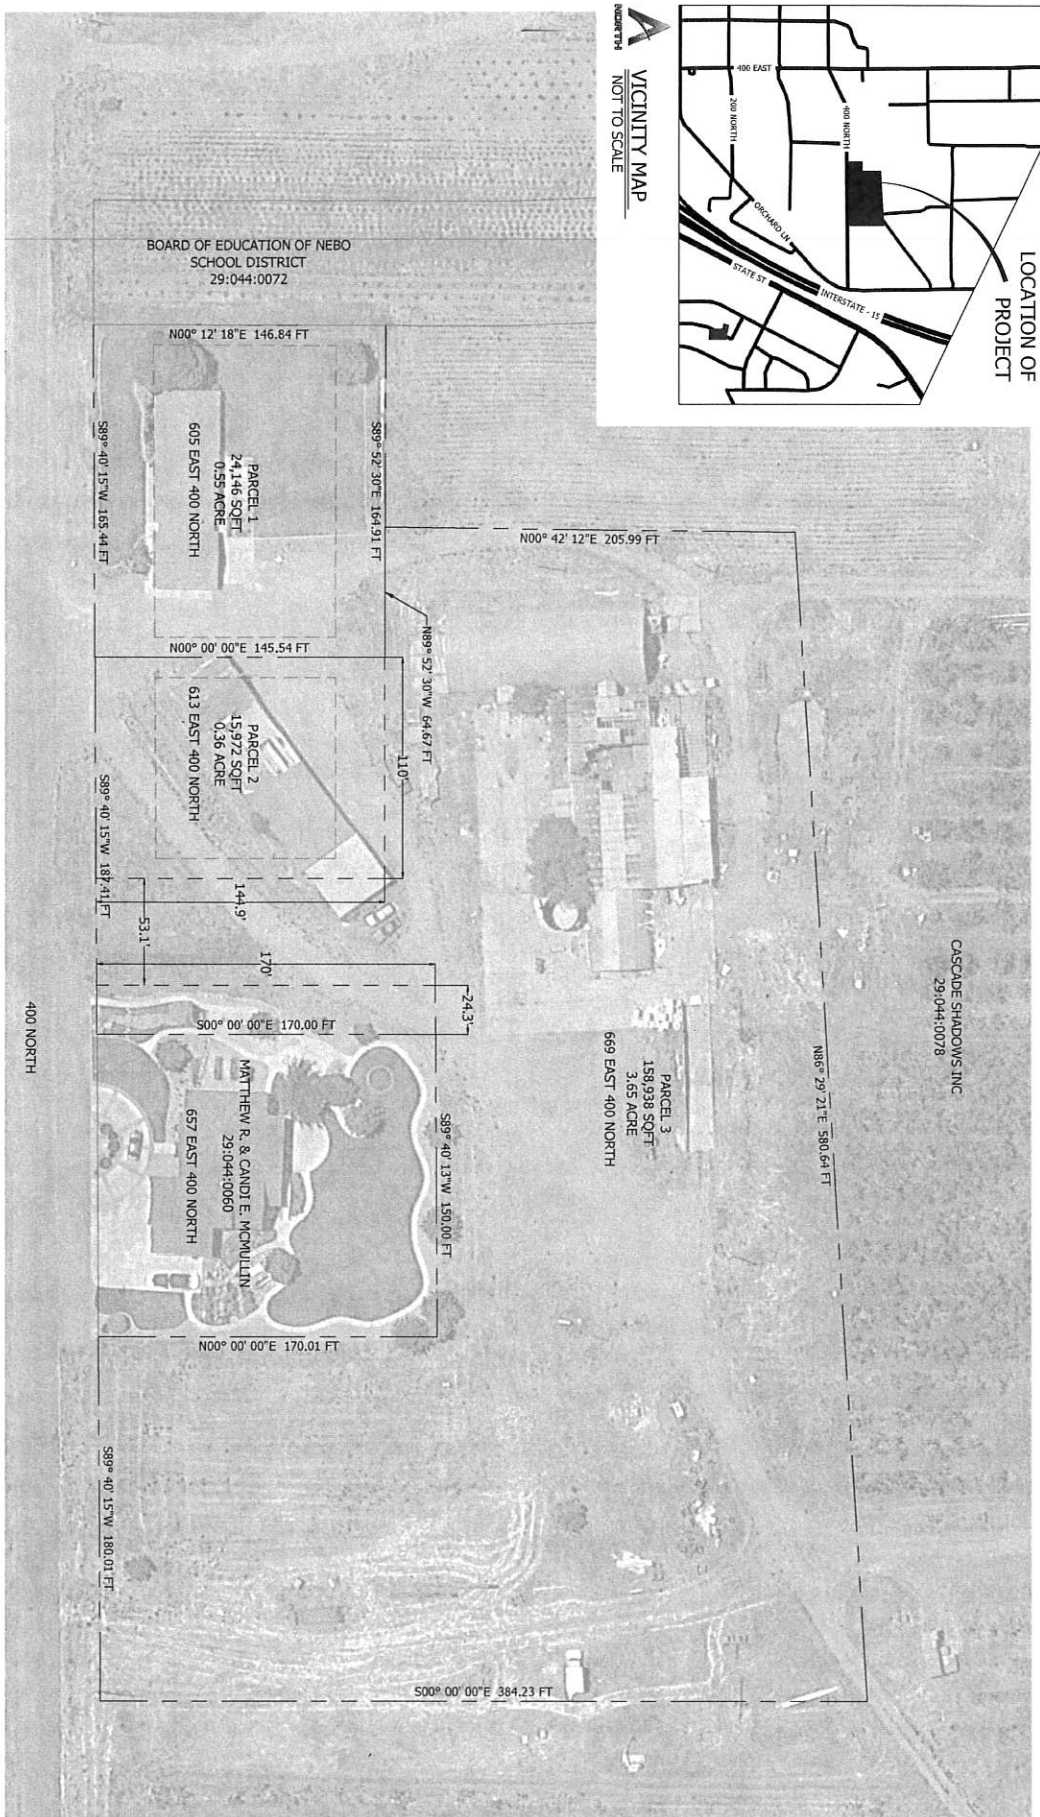 LOCATION OF
PROJECT
400 EAST
200 NORTH
400 NORTH
ORCHARD LN
STATE ST
INTERSTATE - 15
NORTH
VICINITY MAP
NOT TO SCALE
BOARD OF EDUCATION OF NEBO
SCHOOL DISTRICT
29:044:0072
N00° 12' 18"E 146.84 FT
S89° 52' 30"E 164.91 FT
S89° 40' 15"W 165.44 FT
PARCEL 1
24,146 SQFT
0.55 ACRE
605 EAST 400 NORTH
N00° 42' 12"E 205.99 FT
N00° 00' 00"E 145.54 FT
N89° 52' 30"W 64.67 FT
110'
PARCEL 2
15,972 SQFT
0.36 ACRE
613 EAST 400 NORTH
S89° 40' 15"W 187.41 FT
144.9'
53.1'
170'
24.3'
CASCADE SHADOWS INC
29:044:0078
N86° 29' 21"E 580.64 FT
PARCEL 3
158,938 SQFT
3.65 ACRE
669 EAST 400 NORTH
S00° 00' 00"E 170.00 FT
S89° 40' 13"W 150.00 FT
MATTHEW R. & CANDI E. MCMULLIN
29:044:0060
657 EAST 400 NORTH
N00° 00' 00"E 170.01 FT
400 NORTH
S89° 40' 15"W 180.01 FT
S00° 00' 00"E 384.23 FT